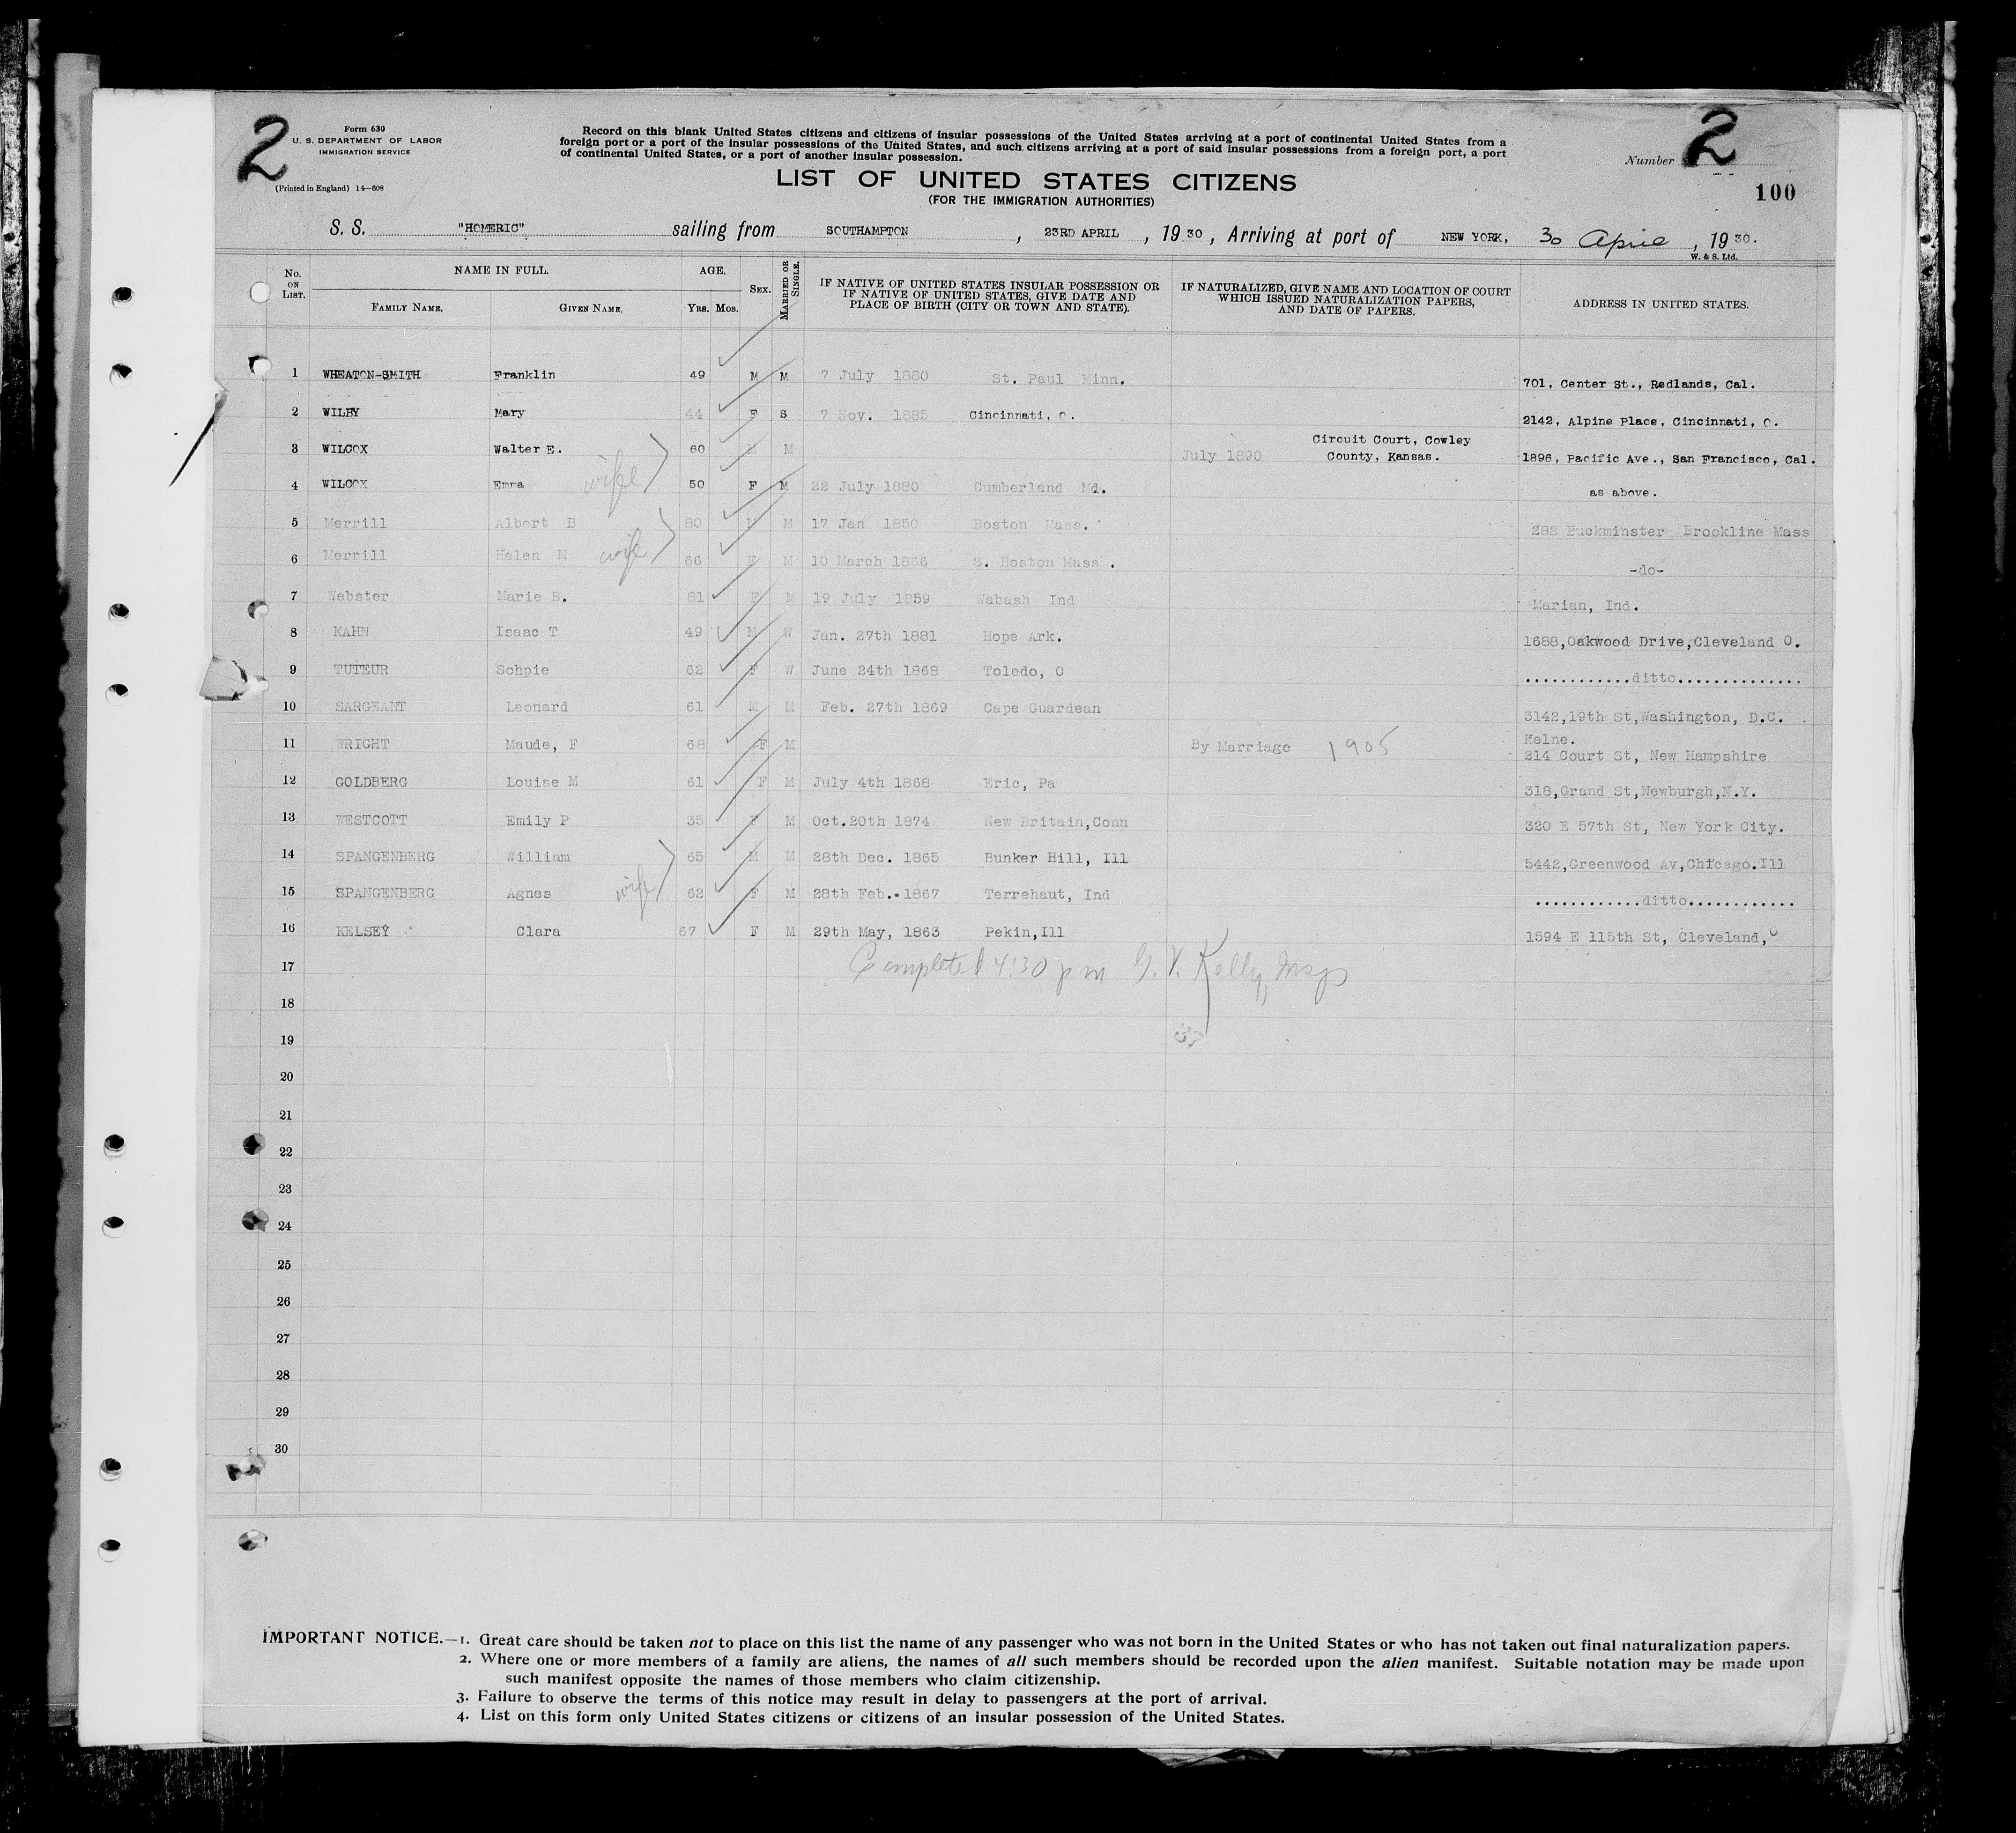 2
Form 630
U. S. DEPARTMENT OF LABOR
IMMIGRATION SERVICE
(Printed in England) 14—608
Record on this blank United States citizens and citizens of insular possessions of the United States arriving at a port of continental United States from a
foreign port or a port of the insular possessions of the United States, and such citizens arriving at a port of said insular possessions from a foreign port, a port
of continental United States, or a port of another insular possession.
Number 2
100
LIST OF UNITED STATES CITIZENS
(FOR THE IMMIGRATION AUTHORITIES)
S. S. "HOMERIC" sailing from SOUTHAMPTON, 23RD APRIL, 1930, Arriving at port of NEW YORK, 30 April, 1930.
W. & S. Ltd.
No. ON LIST. NAME IN FULL. FAMILY NAME. GIVEN NAME. AGE. YRS. MOS. SEX. MARRIED OR SINGLE. IF NATIVE OF UNITED STATES INSULAR POSSESSION OR IF NATIVE OF UNITED STATES, GIVE DATE AND PLACE OF BIRTH (CITY OR TOWN AND STATE). IF NATURALIZED, GIVE NAME AND LOCATION OF COURT WHICH ISSUED NATURALIZATION PAPERS, AND DATE OF PAPERS. ADDRESS IN UNITED STATES.
1 WHEATON-SMITH Franklin 49 M M 7 July 1880 St. Paul Minn. 701, Center St., Redlands, Cal.
2 WILBY Mary 44 F S 7 Nov. 1885 Cincinnati, O. 2142, Alpine Place, Cincinnati, O.
3 WILCOX Walter E. 60 M M July 1890 Circuit Court, Cowley County, Kansas. 1896, Pacific Ave., San Francisco, Cal.
4 WILCOX Emma wife 50 F M 22 July 1880 Cumberland Md. as above.
5 Merrill Albert B 80 M M 17 Jan 1850 Boston Mass. 282 Buckminster Brookline Mass
6 Merrill Helen M wife 66 F M 10 March 1866 S. Boston Mass. -do-
7 Webster Marie B. 81 F M 19 July 1859 Wabash Ind Marian, Ind.
8 KAHN Isaac T 49 M W Jan. 27th 1881 Hope Ark. 1688,Oakwood Drive,Cleveland O.
9 TUTEUR Sohpie 62 F W June 24th 1868 Toledo, O ............ditto..............
10 SARGEANT Leonard 61 M M Feb. 27th 1869 Cape Guardean 3142,19th St,Washington, D.C.
11 WRIGHT Maude, F 68 F M By Marriage 1905 Kelne. 214 Court St, New Hampshire
12 GOLDBERG Louise M 61 F M July 4th 1868 Eric, Pa 318,Grand St,Newburgh,N.Y.
13 WESTCOTT Emily P 35 F M Oct.20th 1874 New Britain,Conn 320 E 57th St, New York City.
14 SPANGENBERG William 65 M M 28th Dec. 1865 Bunker Hill, Ill 5442,Greenwood Av,Chicago.Ill
15 SPANGENBERG Agnes wife 62 F M 28th Feb. 1867 Terrehaut, Ind ............ditto............
16 KELSEY Clara 67 F M 29th May, 1863 Pekin,Ill 1594 E 115th St, Cleveland, O
17 Completed 4:30 pm G. V. Kelly, Insp
18
19
20
21
22
23
24
25
26
27
28
29
30
IMPORTANT NOTICE.—1. Great care should be taken not to place on this list the name of any passenger who was not born in the United States or who has not taken out final naturalization papers.
2. Where one or more members of a family are aliens, the names of all such members should be recorded upon the alien manifest. Suitable notation may be made upon
such manifest opposite the names of those members who claim citizenship.
3. Failure to observe the terms of this notice may result in delay to passengers at the port of arrival.
4. List on this form only United States citizens or citizens of an insular possession of the United States.